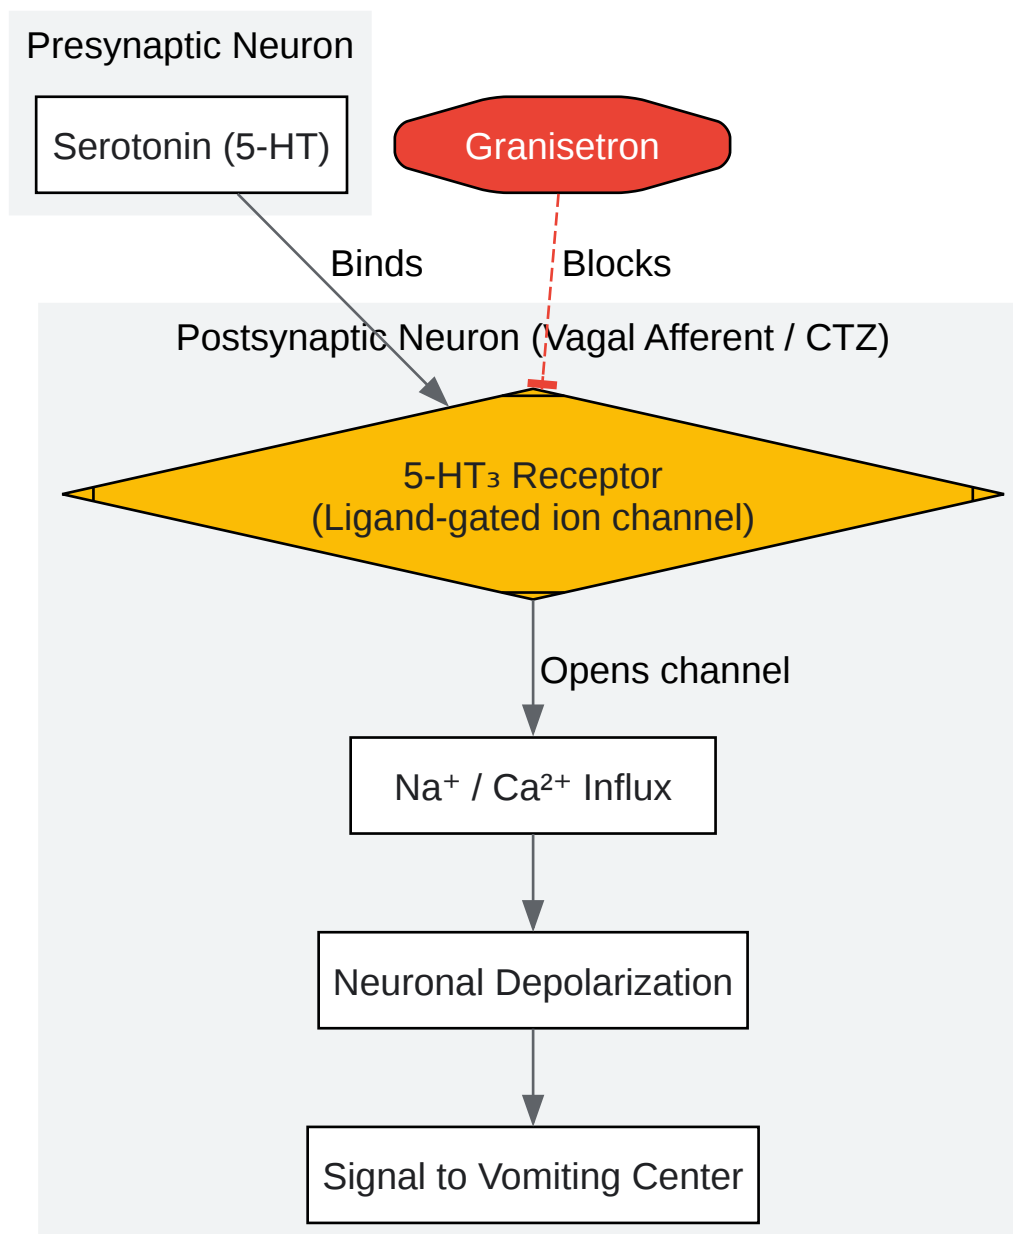 Presynaptic Neuron
Serotonin (5-HT)
Granisetron
Binds
Blocks
Postsynaptic Neuron (Vagal Afferent / CTZ)
5-HT₃ Receptor
(Ligand-gated ion channel)
Opens channel
Na⁺ / Ca²⁺ Influx
Neuronal Depolarization
Signal to Vomiting Center